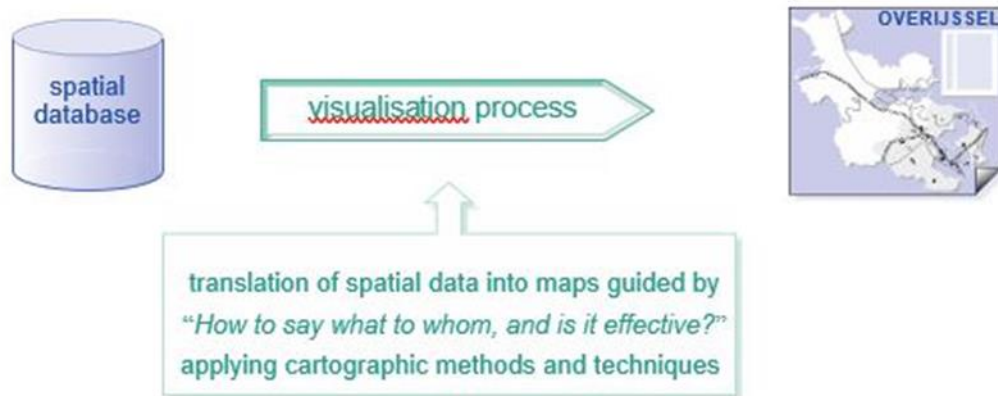 OVERIJSSEL
spatial
database
visualisation process
translation of spatial data into maps guided by
“How to say what to whom, and is it effective?”
applying cartographic methods and techniques